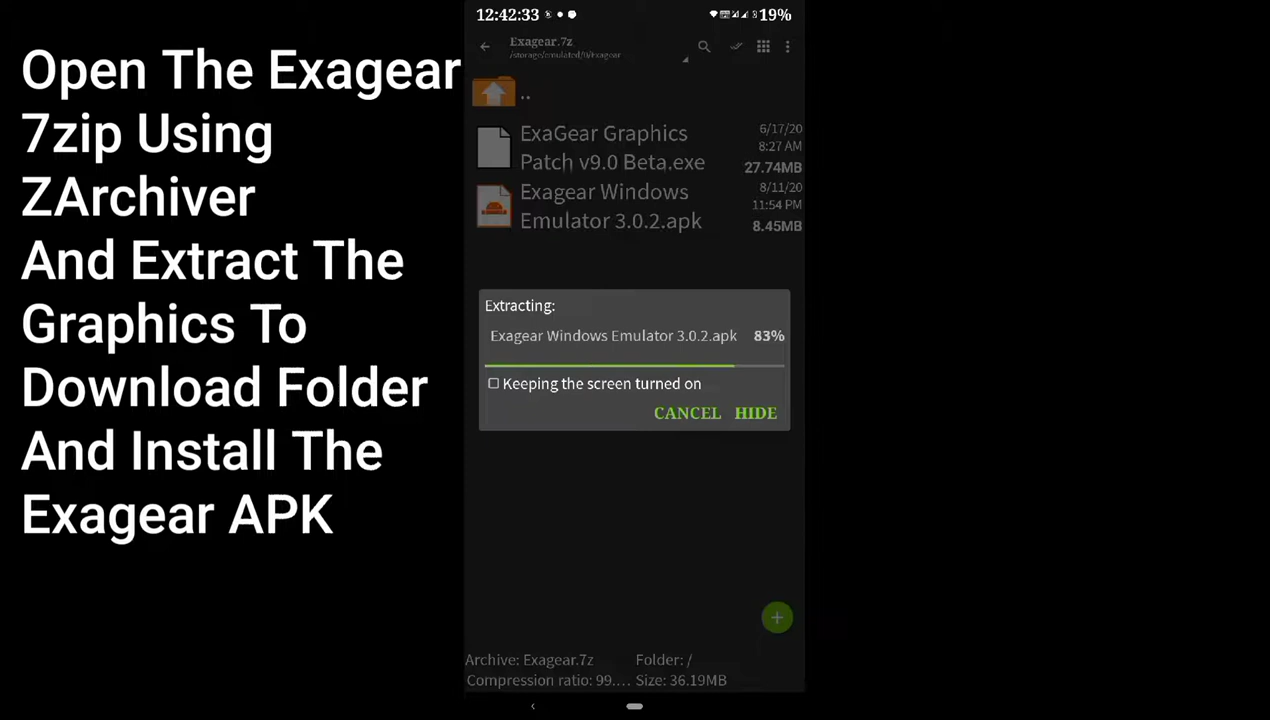 Open The Exagear
7zip Using
ZArchiver
And Extract The
Graphics To
Download Folder
And Install The
Exagear APK
12:42:33
19%
Exagear.7z
/storage/emulated/0/Exagear
..
ExaGear Graphics
Patch v9.0 Beta.exe
6/17/20
8:27 AM
27.74MB
Exagear Windows
Emulator 3.0.2.apk
8/11/20
11:54 PM
8.45MB
Extracting:
Exagear Windows Emulator 3.0.2.apk 83%
Keeping the screen turned on
CANCEL HIDE
Archive: Exagear.7z Folder: /
Compression ratio: 99.... Size: 36.19MB